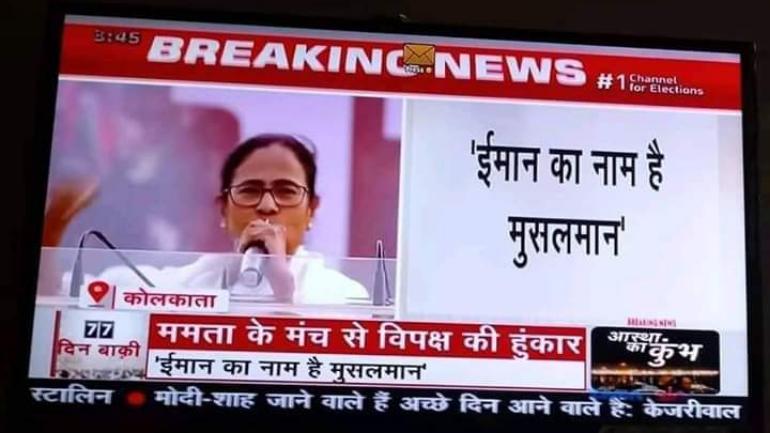 3:45
BREAKING NEWS
#1 Channel
for Elections
'ईमान का नाम है
मुसलमान'
कोलकाता
77
दिन बाक़ी
ममता के मंच से विपक्ष की हुंकार
'ईमान का नाम है मुसलमान'
BREAKING NEWS
आस्था
का कुंभ
स्टालिन • मोदी-शाह जाने वाले हैं अच्छे दिन आने वाले है: केजरीवाल